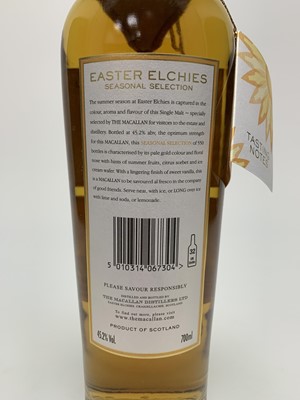 EASTER ELCHIES
SEASONAL SELECTION
The summer season at Easter Elchies is captured in the
colour, aroma and flavour of this Single Malt — specially
selected by THE MACALLAN for visitors to the estate and
distillery. Bottled at 45.2% abv, the optimum strength
for this MACALLAN, this SEASONAL SELECTION of
bottles is characterised by its pale gold colour and floral
nose with hints of summer fruits, citrus sorbet and ice
cream wafer. With a lingering finish of sweet vanilla, this
is a MACALLAN to be savoured al fresco in the company
of good friends. Serve neat, with ice, or LONG over ice
with lime and soda, or lemonade.
5 010314 067304 >
PLEASE SAVOUR RESPONSIBLY
DISTILLED AND BOTTLED BY
THE MACALLAN DISTILLERS LTD
EASTER ELCHIES, CRAIGELLACHIE, SCOTLAND.
To find out more, please visit
www.themacallan.com
45.2% Vol.
PRODUCT OF SCOTLAND
700ml
TASTING
NOTES